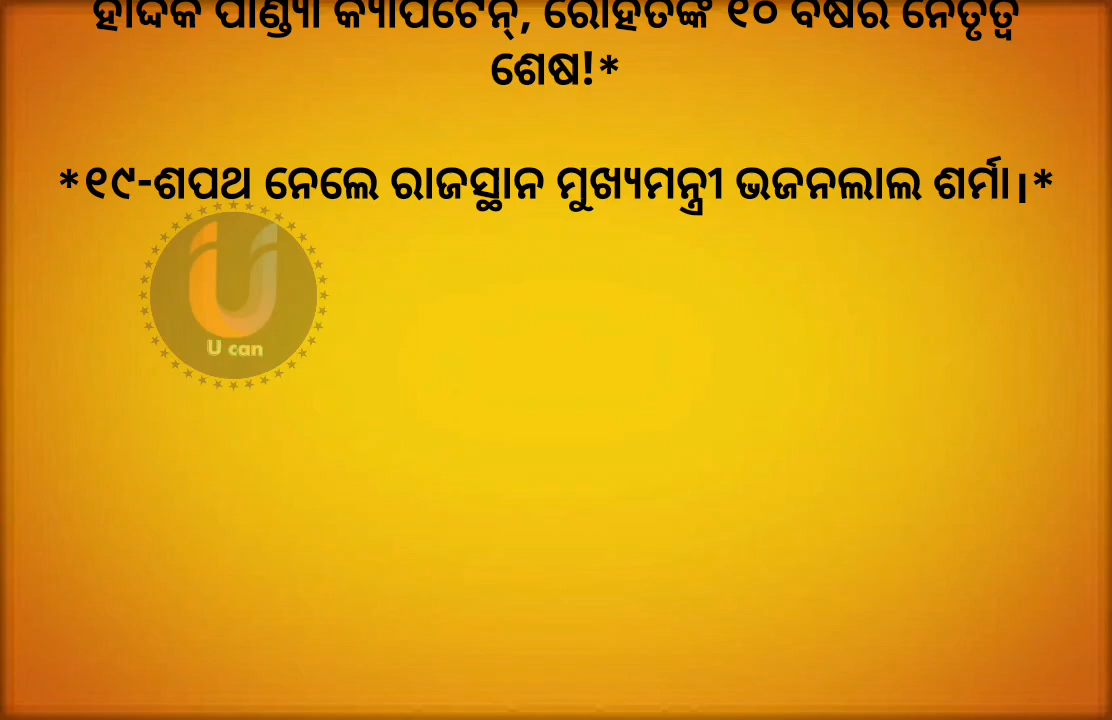 ହାର୍ଦ୍ଦିକ ପାଣ୍ଡ୍ୟା କ୍ୟାପଟେନ୍, ରୋହିତଙ୍କ ୧୦ ବର୍ଷର ନେତୃତ୍ୱ
ଶେଷ!*
*୧୯-ଶପଥ ନେଲେ ରାଜସ୍ଥାନ ମୁଖ୍ୟମନ୍ତ୍ରୀ ଭଜନଲାଲ ଶର୍ମା।*
U can